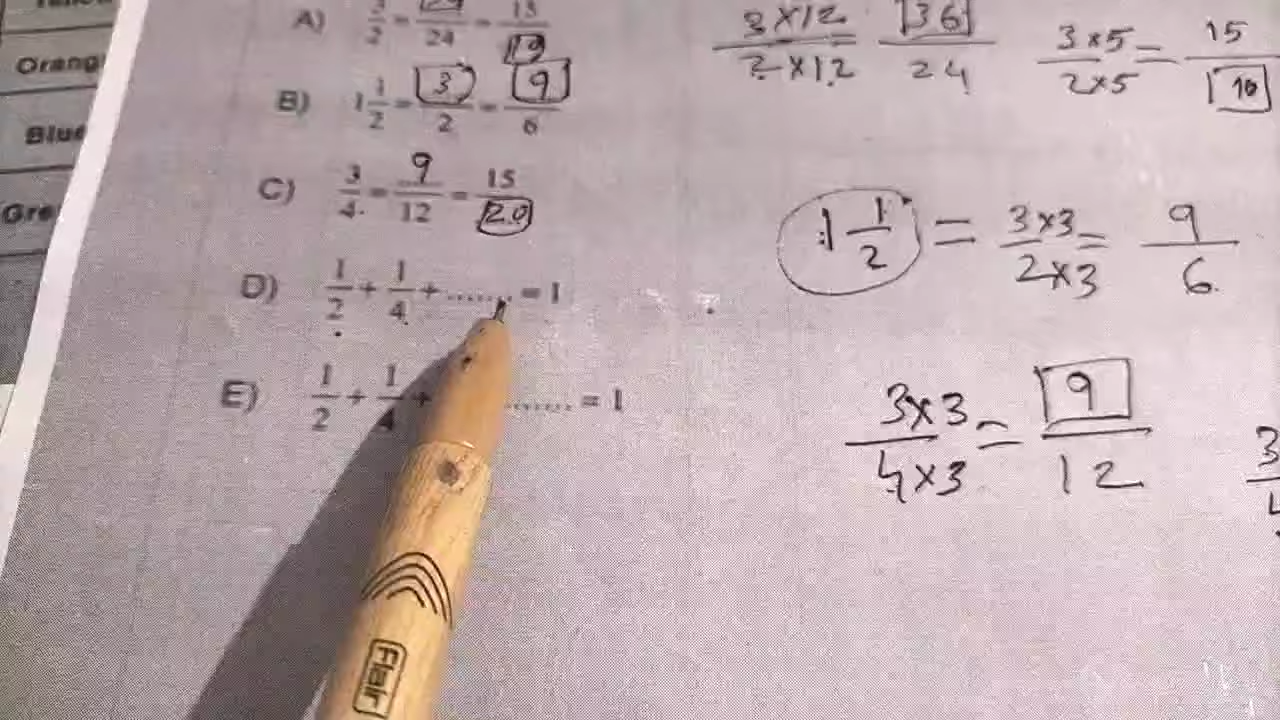 Orang
Blue
Gre
A) 3/2 = /24 = 15/10
B) 1 1/2 = 3/2 = 9/6
C) 3/4 = 9/12 = 15/20
D) 1/2 + 1/4 + ....... = 1
E) 1/2 + 1/4 + ....... = 1
3×12/2×12 = 36/24
3×5/2×5 = 15/10
1 1/2 = 3×3/2×3 = 9/6
3×3/4×3 = 9/12
3
Flair